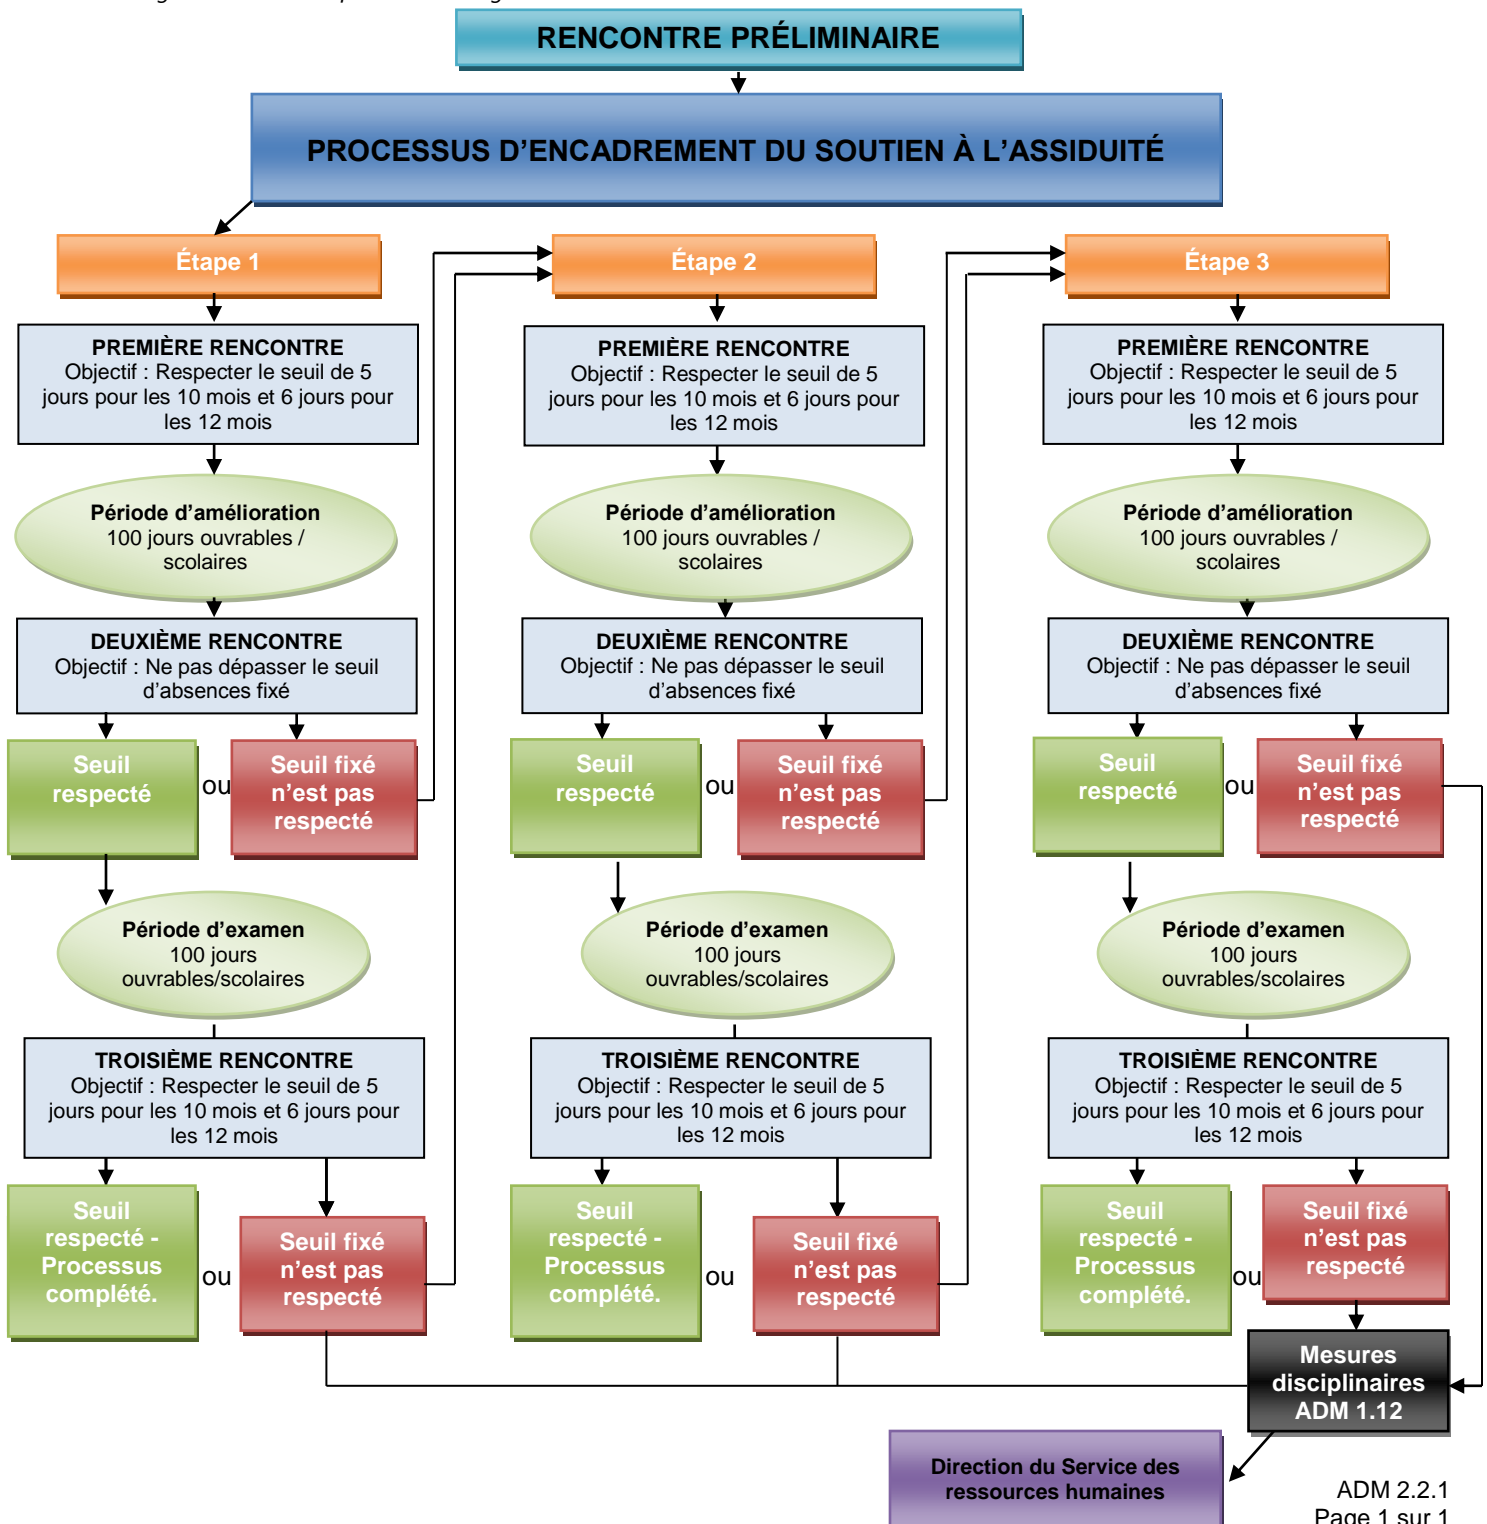 RENCONTRE PRÉLIMINAIRE
PROCESSUS D’ENCADREMENT DU SOUTIEN À L’ASSIDUITÉ
Étape 1
PREMIÈRE RENCONTRE
Objectif : Respecter le seuil de 5
jours pour les 10 mois et 6 jours pour
les 12 mois
Période d’amélioration
100 jours ouvrables /
scolaires
DEUXIÈME RENCONTRE
Objectif : Ne pas dépasser le seuil
d’absences fixé
Seuil
respecté
ou
Seuil fixé
n’est pas
respecté
Période d’examen
100 jours
ouvrables/scolaires
TROISIÈME RENCONTRE
Objectif : Respecter le seuil de 5
jours pour les 10 mois et 6 jours pour
les 12 mois
Seuil
respecté -
Processus
complété.
ou
Seuil fixé
n’est pas
respecté
Étape 2
PREMIÈRE RENCONTRE
Objectif : Respecter le seuil de 5
jours pour les 10 mois et 6 jours pour
les 12 mois
Période d’amélioration
100 jours ouvrables /
scolaires
DEUXIÈME RENCONTRE
Objectif : Ne pas dépasser le seuil
d’absences fixé
Seuil
respecté
ou
Seuil fixé
n’est pas
respecté
Période d’examen
100 jours
ouvrables/scolaires
TROISIÈME RENCONTRE
Objectif : Respecter le seuil de 5
jours pour les 10 mois et 6 jours pour
les 12 mois
Seuil
respecté -
Processus
complété.
ou
Seuil fixé
n’est pas
respecté
Étape 3
PREMIÈRE RENCONTRE
Objectif : Respecter le seuil de 5
jours pour les 10 mois et 6 jours pour
les 12 mois
Période d’amélioration
100 jours ouvrables /
scolaires
DEUXIÈME RENCONTRE
Objectif : Ne pas dépasser le seuil
d’absences fixé
Seuil
respecté
ou
Seuil fixé
n’est pas
respecté
Période d’examen
100 jours
ouvrables/scolaires
TROISIÈME RENCONTRE
Objectif : Respecter le seuil de 5
jours pour les 10 mois et 6 jours pour
les 12 mois
Seuil
respecté -
Processus
complété.
ou
Seuil fixé
n’est pas
respecté
Mesures
disciplinaires
ADM 1.12
Direction du Service des
ressources humaines
ADM 2.2.1
Page 1 sur 1